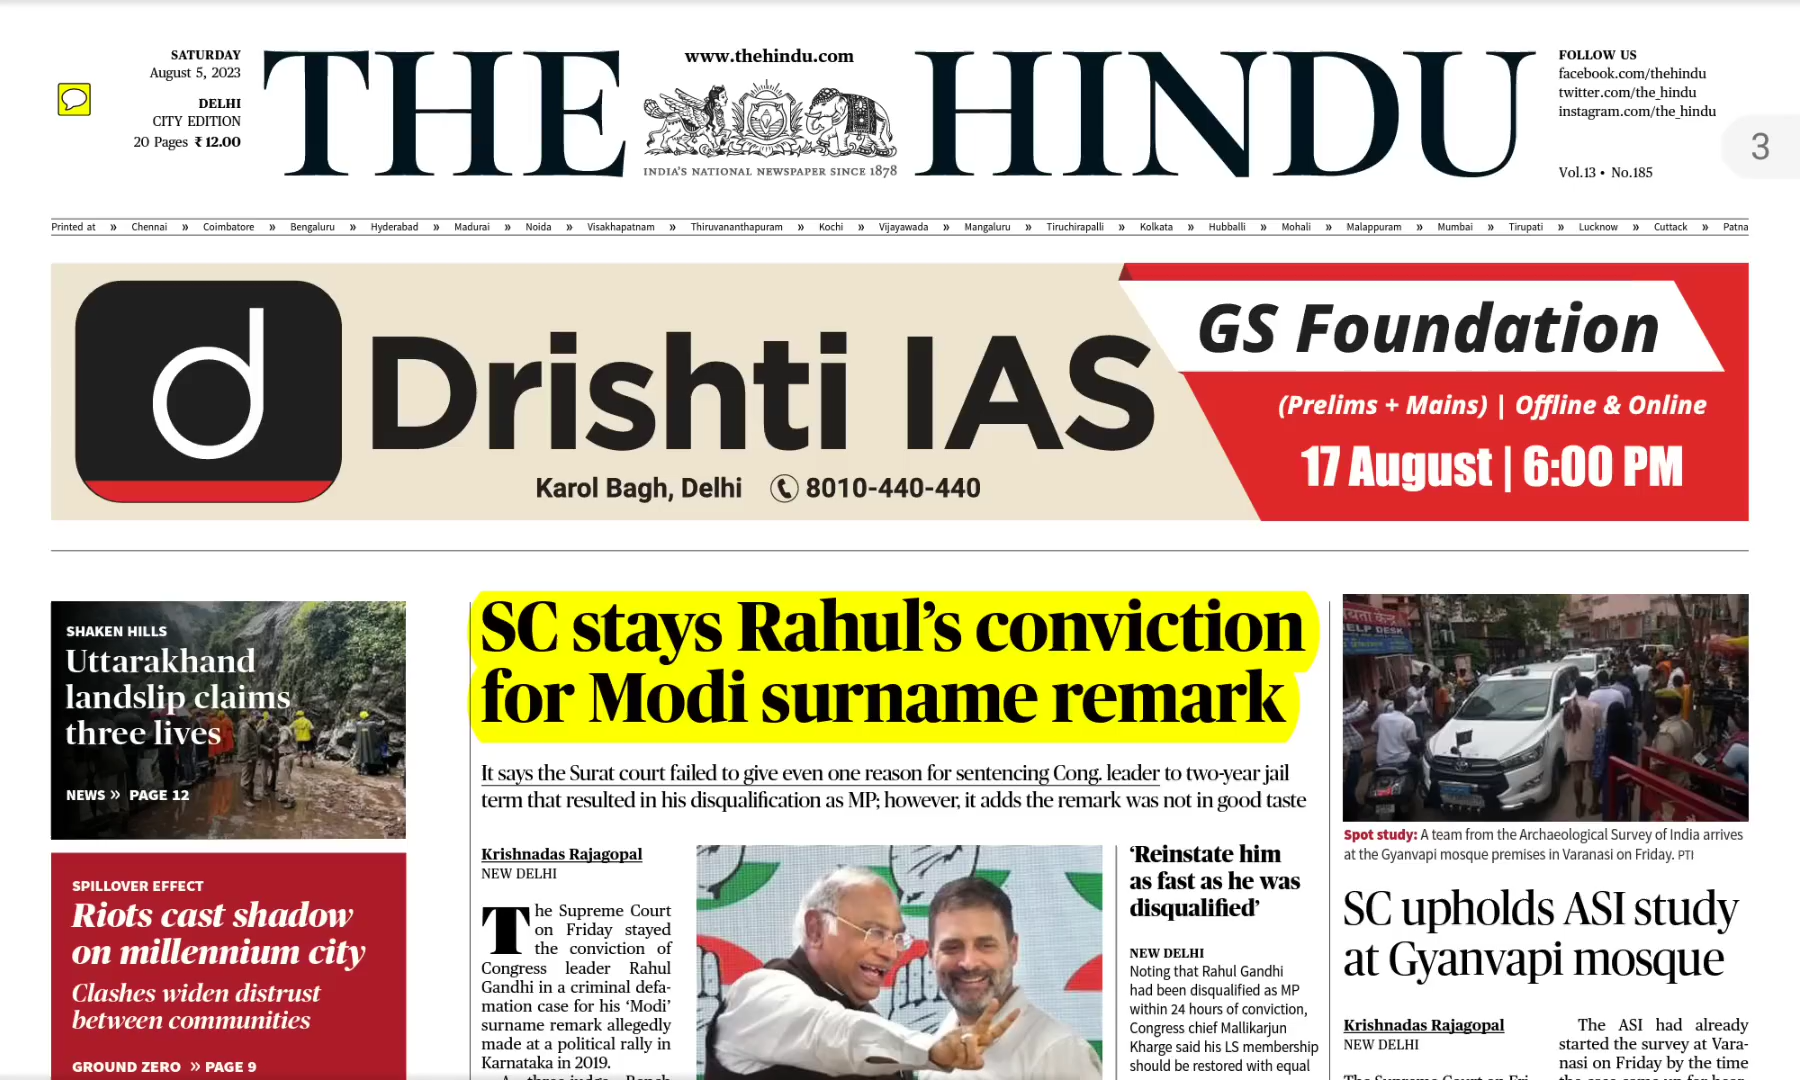 SATURDAY
August 5, 2023
DELHI
CITY EDITION
20 Pages ₹ 12.00
THE HINDU
www.thehindu.com
INDIA'S NATIONAL NEWSPAPER SINCE 1878
FOLLOW US
facebook.com/thehindu
twitter.com/the_hindu
instagram.com/the_hindu
Vol.13 • No.185
3
Printed at » Chennai » Coimbatore » Bengaluru » Hyderabad » Madurai » Noida » Visakhapatnam » Thiruvananthapuram » Kochi » Vijayawada » Mangaluru » Tiruchirapalli » Kolkata » Hubballi » Mohali » Malappuram » Mumbai » Tirupati » Lucknow » Cuttack » Patna
d
Drishti IAS
Karol Bagh, Delhi 8010-440-440
GS Foundation
(Prelims + Mains) | Offline & Online
17 August | 6:00 PM
SHAKEN HILLS
Uttarakhand
landslip claims
three lives
NEWS » PAGE 12
SPILLOVER EFFECT
Riots cast shadow
on millennium city
Clashes widen distrust
between communities
GROUND ZERO » PAGE 9
SC stays Rahul's conviction
for Modi surname remark
It says the Surat court failed to give even one reason for sentencing Cong. leader to two-year jail
term that resulted in his disqualification as MP; however, it adds the remark was not in good taste
Krishnadas Rajagopal
NEW DELHI
The Supreme Court
on Friday stayed
the conviction of
Congress leader Rahul
Gandhi in a criminal defa-
mation case for his 'Modi'
surname remark allegedly
made at a political rally in
Karnataka in 2019.
A three-judge Bench
'Reinstate him
as fast as he was
disqualified'
NEW DELHI
Noting that Rahul Gandhi
had been disqualified as MP
within 24 hours of conviction,
Congress chief Mallikarjun
Kharge said his LS membership
should be restored with equal
HELP DESK
Spot study: A team from the Archaeological Survey of India arrives
at the Gyanvapi mosque premises in Varanasi on Friday. PTI
SC upholds ASI study
at Gyanvapi mosque
Krishnadas Rajagopal
NEW DELHI
The Supreme Court on Fri-
The ASI had already
started the survey at Vara-
nasi on Friday by the time